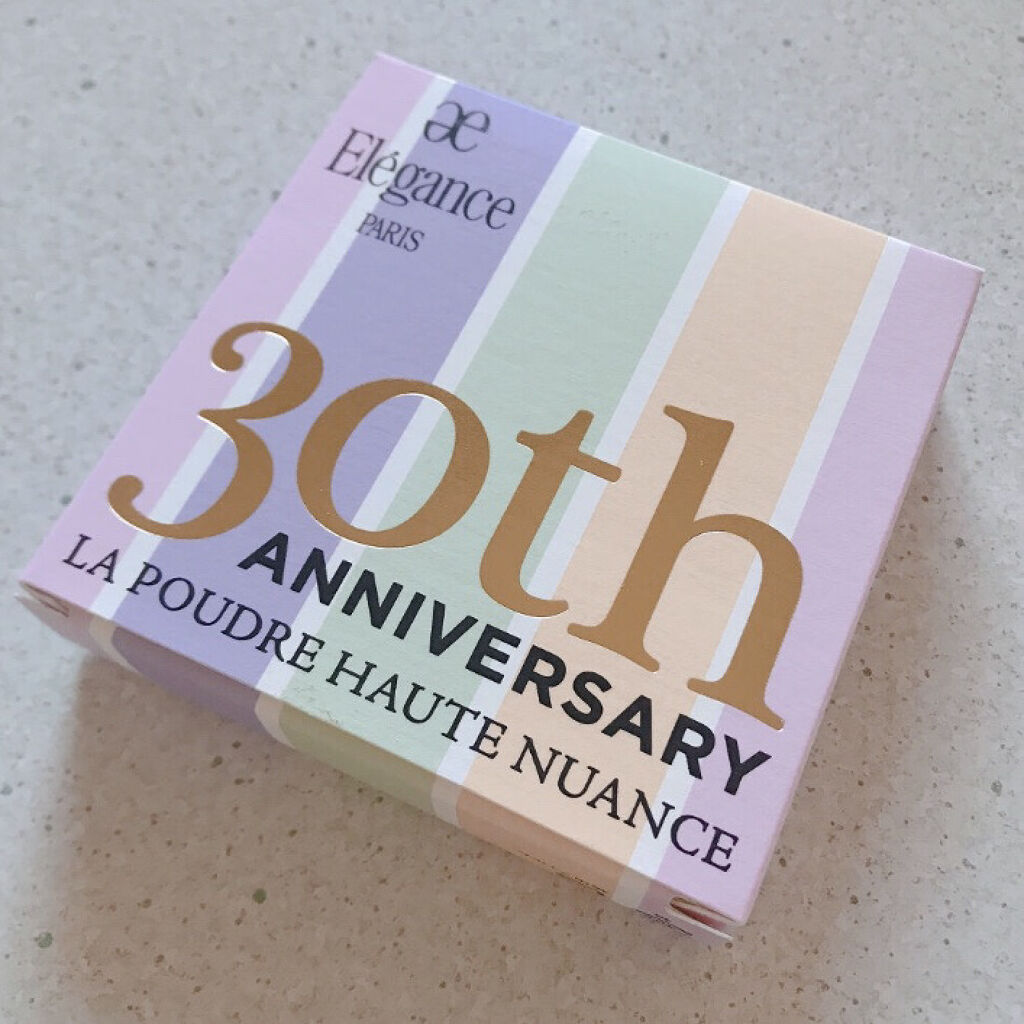 æ
Elégance
PARIS
30th
ANNIVERSARY
LA POUDRE HAUTE NUANCE